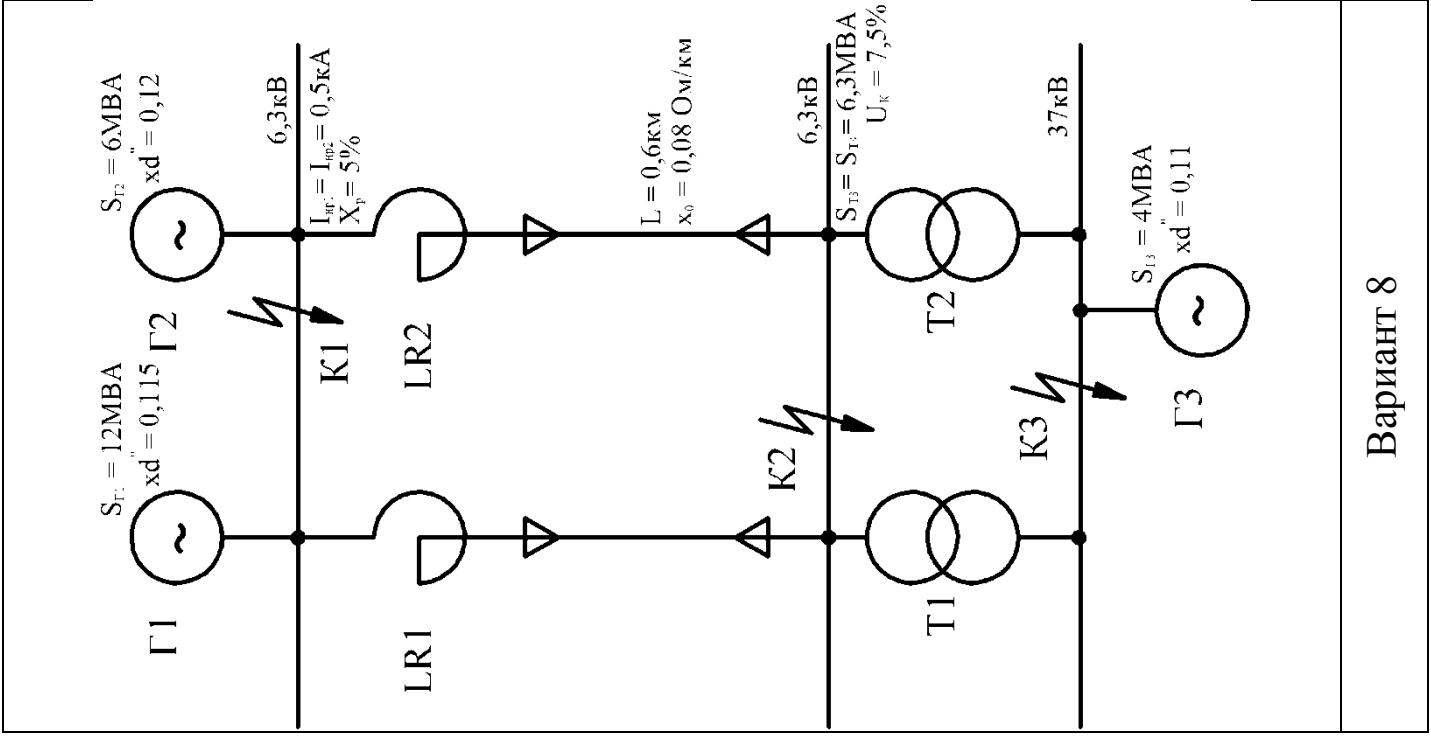 S_Г1 = 12МВА
xd" = 0,115
S_Г2 = 6МВА
xd" = 0,12
Г1
Г2
6,3кВ
К1
I_нр1 = I_нр2 = 0,5кА
X_р = 5%
LR1
LR2
L = 0,6км
x_0 = 0,08 Ом/км
К2
6,3кВ
S_Т3 = S_Т4 = 6,3МВА
U_К = 7,5%
Т1
Т2
К3
37кВ
S_Г3 = 4МВА
xd" = 0,11
Г3
Вариант 8